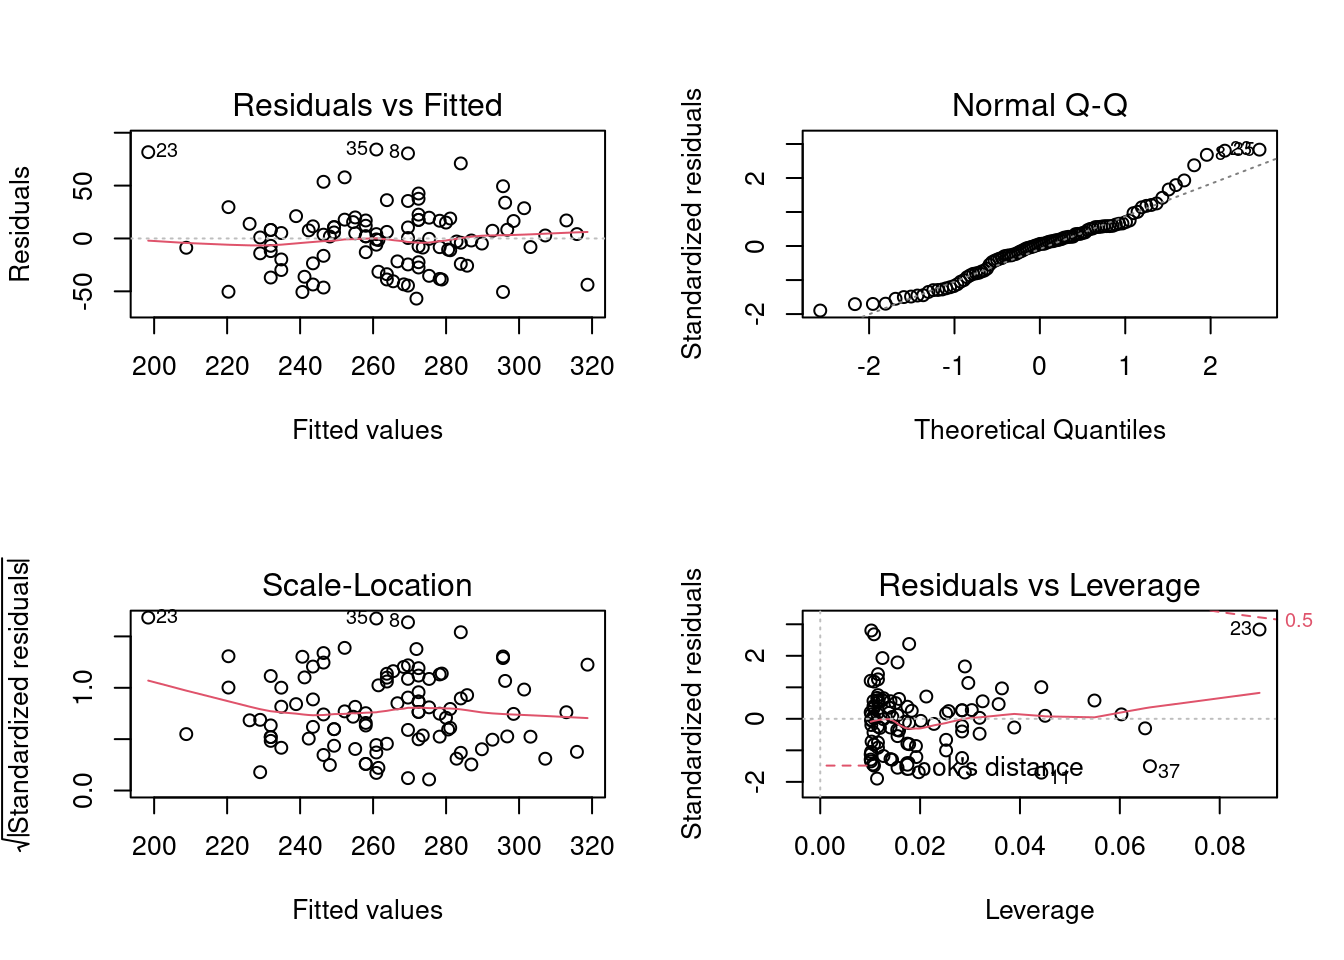 Residuals vs Fitted
Residuals
50
0
-50
23
35
8
200 220 240 260 280 300 320
Fitted values
Normal Q-Q
Standardized residuals
2
0
-2
-2 -1 0 1 2
Theoretical Quantiles
Scale-Location
√|Standardized residuals|
1.0
0.0
23
35
8
200 220 240 260 280 300 320
Fitted values
Residuals vs Leverage
Standardized residuals
2
0
-2
0.5
23
Cook's distance
11
37
0.00 0.02 0.04 0.06 0.08
Leverage